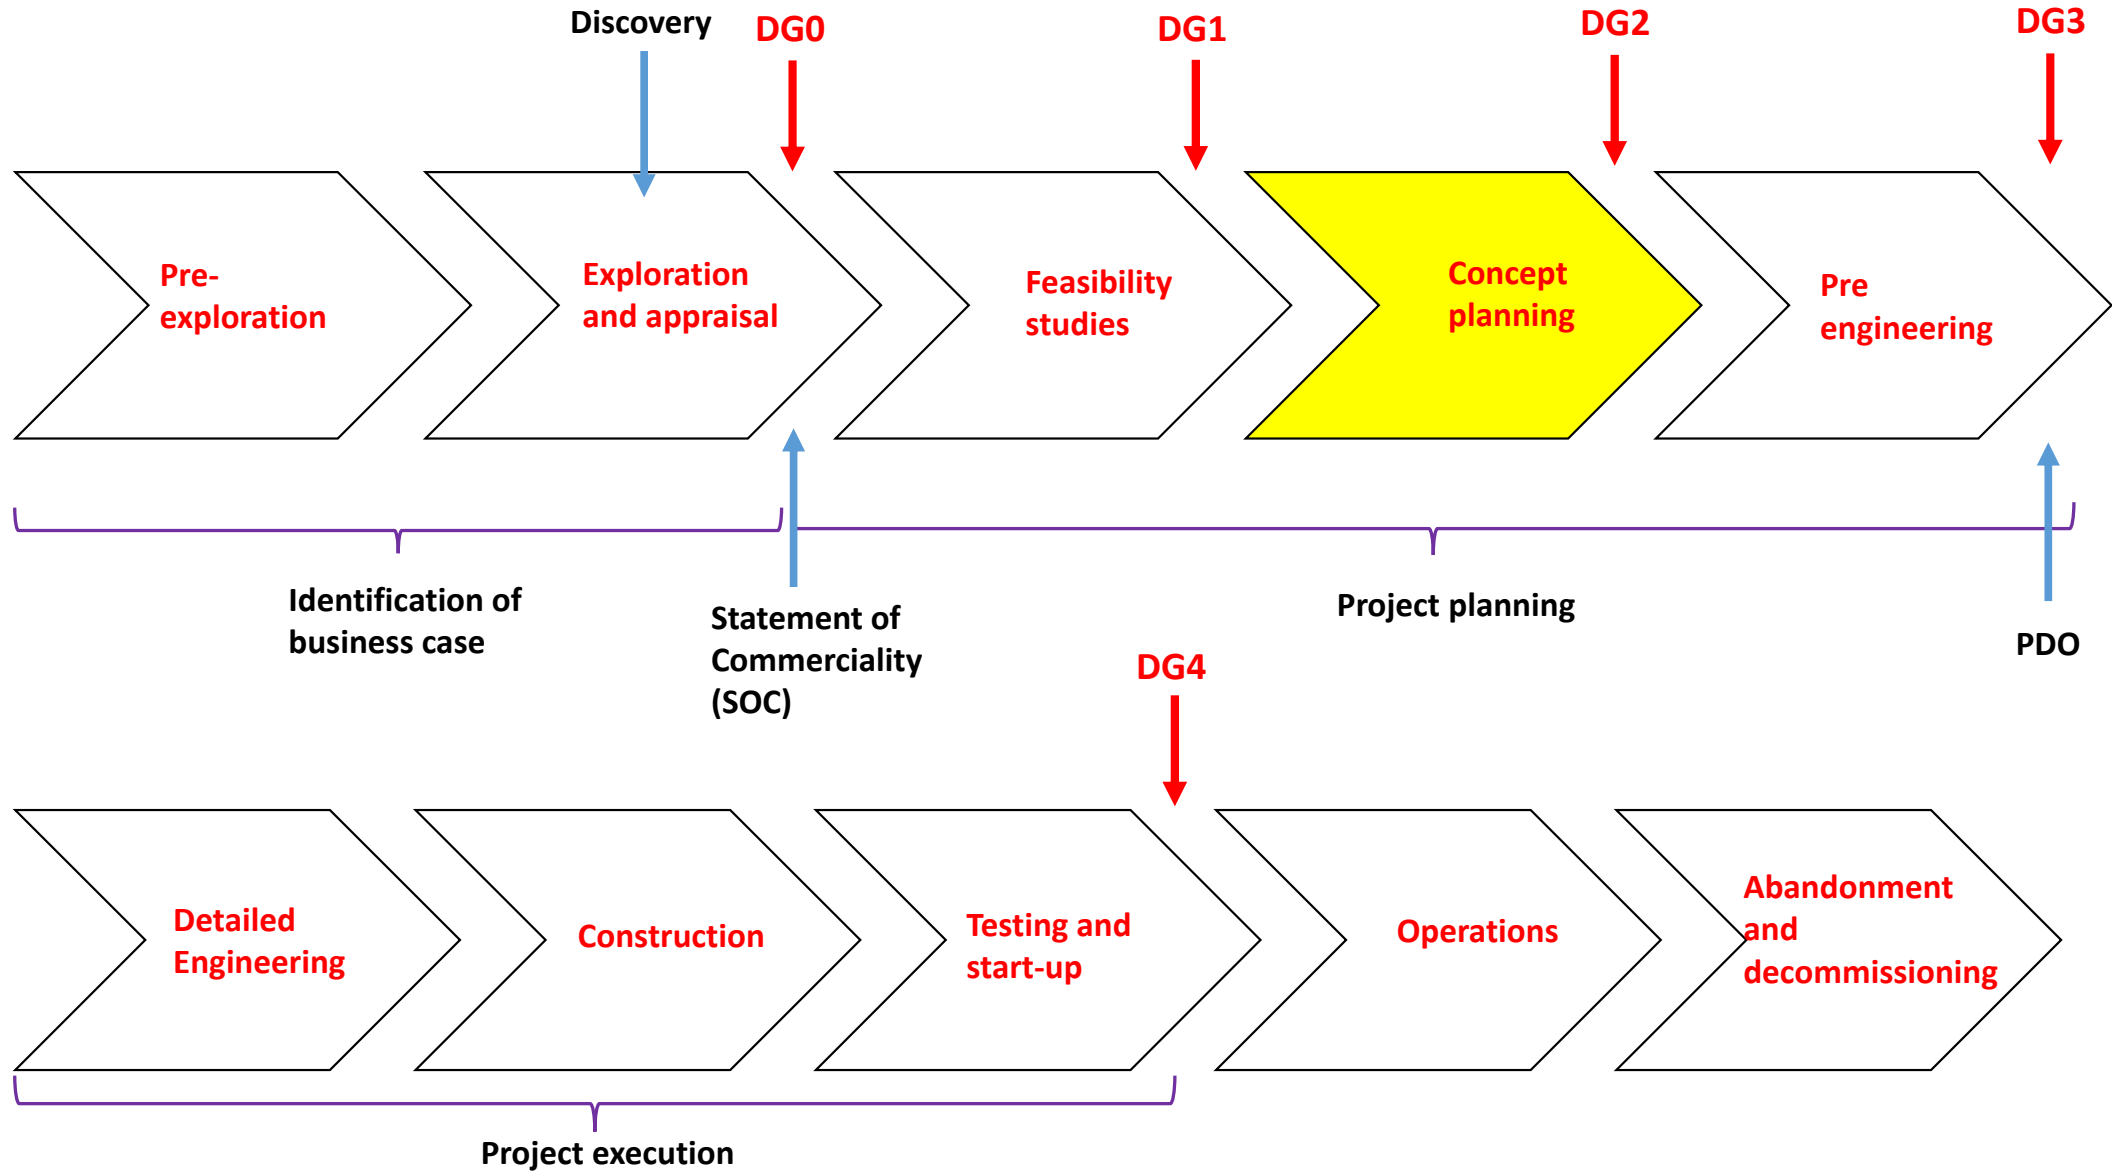 Discovery
DG0
DG1
DG2
DG3
Pre-
exploration
Exploration
and appraisal
Feasibility
studies
Concept
planning
Pre
engineering
Identification of
business case
Statement of
Commerciality
(SOC)
Project planning
PDO
DG4
Detailed
Engineering
Construction
Testing and
start-up
Operations
Abandonment
and
decommissioning
Project execution